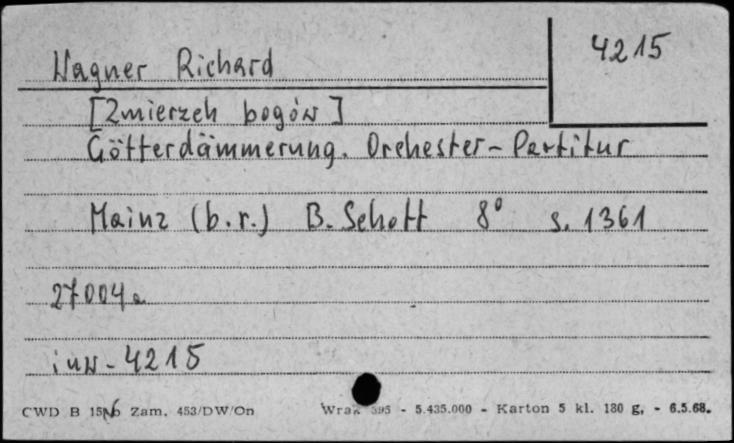 4215
Wagner Richard
[Zmierzch bogów]
Götterdämmerung. Orchester-Partitur
Mainz (b.r.) B. Schott 8° s. 1361
27004a
inw-4215
CWD B Zam. 453/DW/On 395 - 5.435.000 - Karton 5 kl. 180 g, - 6.5.68.